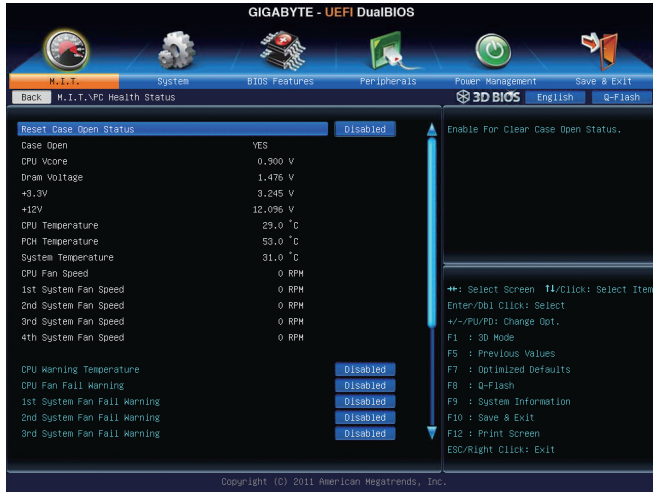 GIGABYTE - UEFI DualBIOS
M.I.T. System BIOS Features Peripherals Power Management Save & Exit
Back M.I.T.\PC Health Status 3D BIOS English Q-Flash
Reset Case Open Status Disabled
Case Open YES
CPU Vcore 0.900 V
Dram Voltage 1.476 V
+3.3V 3.245 V
+12V 12.096 V
CPU Temperature 29.0 °C
PCH Temperature 53.0 °C
System Temperature 31.0 °C
CPU Fan Speed 0 RPM
1st System Fan Speed 0 RPM
2nd System Fan Speed 0 RPM
3rd System Fan Speed 0 RPM
4th System Fan Speed 0 RPM
CPU Warning Temperature Disabled
CPU Fan Fail Warning Disabled
1st System Fan Fail Warning Disabled
2nd System Fan Fail Warning Disabled
3rd System Fan Fail Warning Disabled
Enable For Clear Case Open Status.
→←: Select Screen ↑↓/Click: Select Item
Enter/Dbl Click: Select
+/-/PU/PD: Change Opt.
F1 : 3D Mode
F5 : Previous Values
F7 : Optimized Defaults
F8 : Q-Flash
F9 : System Information
F10 : Save & Exit
F12 : Print Screen
ESC/Right Click: Exit
Copyright (C) 2011 American Megatrends, Inc.